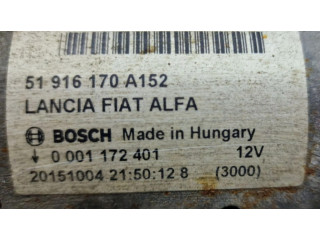 51 916 170 A152
LANCIA FIAT ALFA
BOSCH Made in Hungary
↓ 0 001 172 401 12V
20151004 21:50:12 8 (3000)